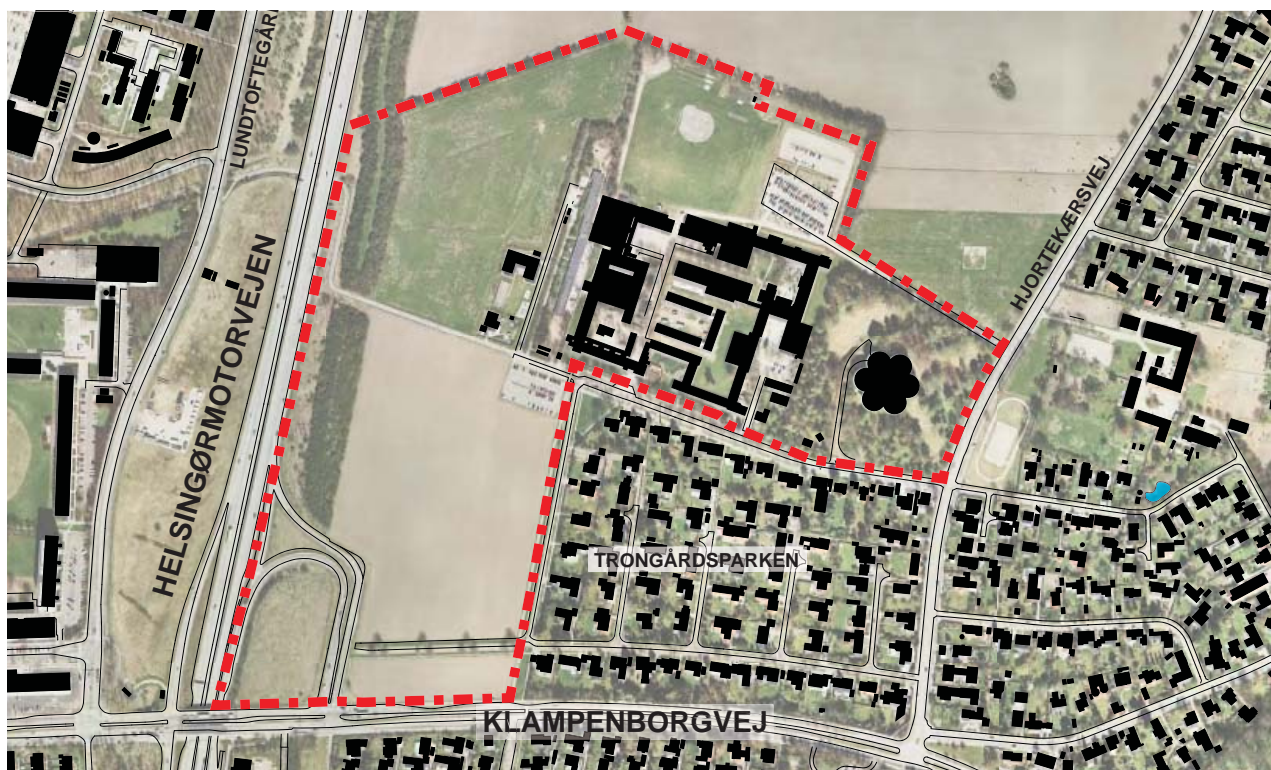 LUNDTOFTEGÅR
HELSINGØRMOTORVEJEN
HJORTEKÆRSVEJ
TRONGÅRDSPARKEN
KLAMPENBORGVEJ